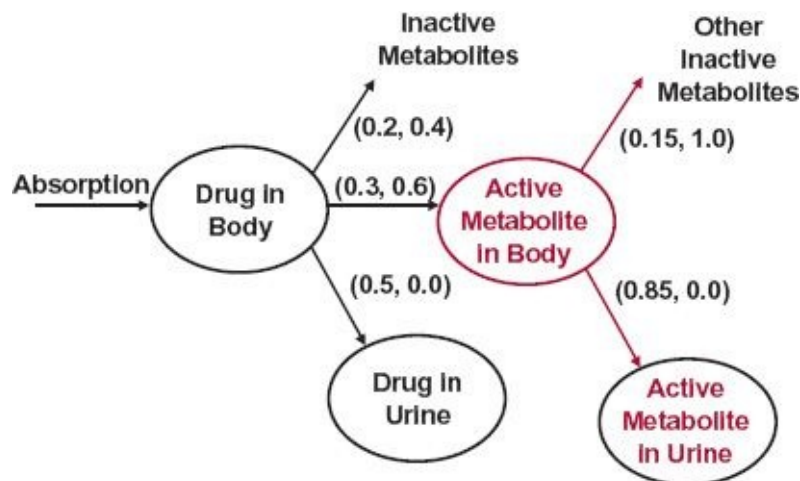 Inactive
Metabolites
Other
Inactive
Metabolites
(0.2, 0.4)
(0.15, 1.0)
Absorption
Drug in
Body
(0.3, 0.6)
Active
Metabolite
in Body
(0.5, 0.0)
(0.85, 0.0)
Drug in
Urine
Active
Metabolite
in Urine